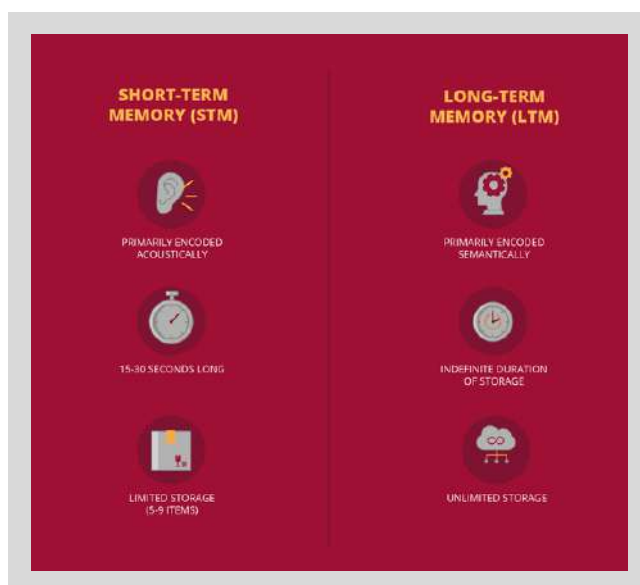 SHORT-TERM
MEMORY (STM)
PRIMARILY ENCODED
ACOUSTICALLY
15-30 SECONDS LONG
LIMITED STORAGE
(5-9 ITEMS)
LONG-TERM
MEMORY (LTM)
PRIMARILY ENCODED
SEMANTICALLY
INDEFINITE DURATION
OF STORAGE
UNLIMITED STORAGE